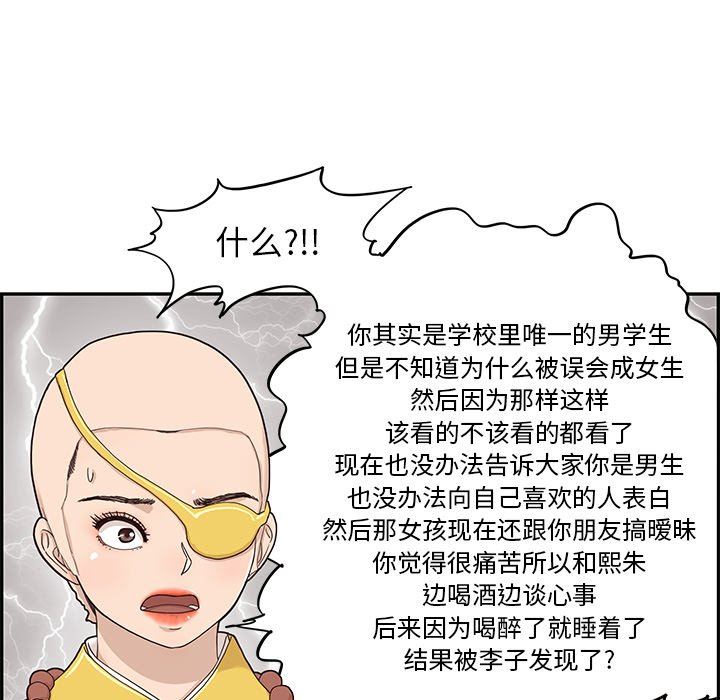 什么?!!
你其实是学校里唯一的男学生
但是不知道为什么被误会成女生
然后因为那样这样
该看的不该看的都看了
现在也没办法告诉大家你是男生
也没办法向自己喜欢的人表白
然后那女孩现在还跟你朋友搞暧昧
你觉得很痛苦所以和熙朱
边喝酒边谈心事
后来因为喝醉了就睡着了
结果被李子发现了?